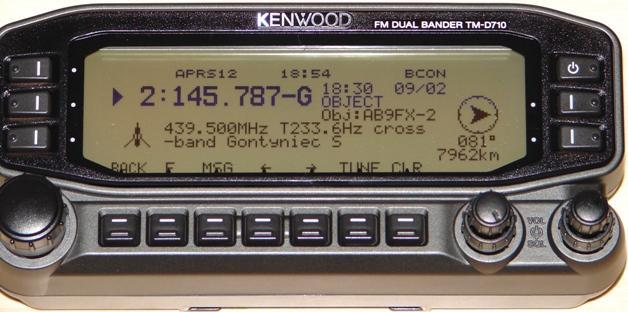 KENWOOD
FM DUAL BANDER TM-D710
APRS12 18:54 BCON
2:145.787-G 18:30 09/02
OBJECT
Obj:AB9FX-2
439.500MHz T233.6Hz cross
-band Gontyniec S
081°
7962km
BACK F MSG ← → TUNE CLR
VOL
SQL